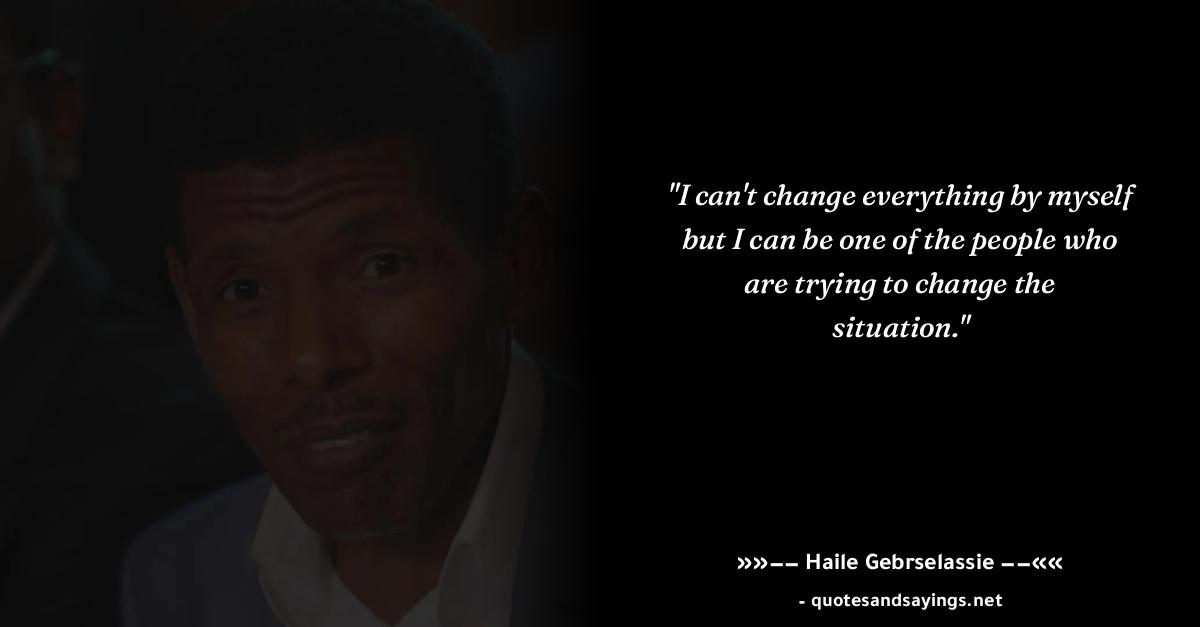 "I can't change everything by myself
but I can be one of the people who
are trying to change the
situation."
»»−− Haile Gebrselassie −−««
- quotesandsayings.net